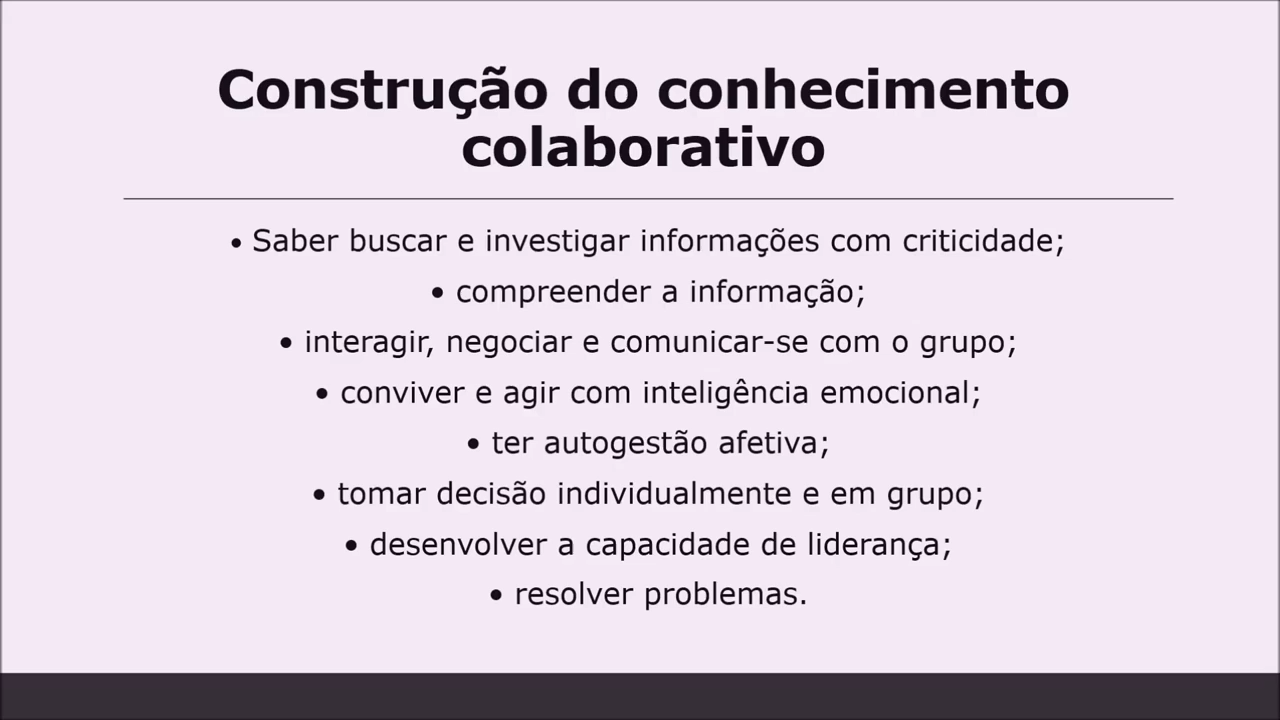 Construção do conhecimento
colaborativo
• Saber buscar e investigar informações com criticidade;
• compreender a informação;
• interagir, negociar e comunicar-se com o grupo;
• conviver e agir com inteligência emocional;
• ter autogestão afetiva;
• tomar decisão individualmente e em grupo;
• desenvolver a capacidade de liderança;
• resolver problemas.